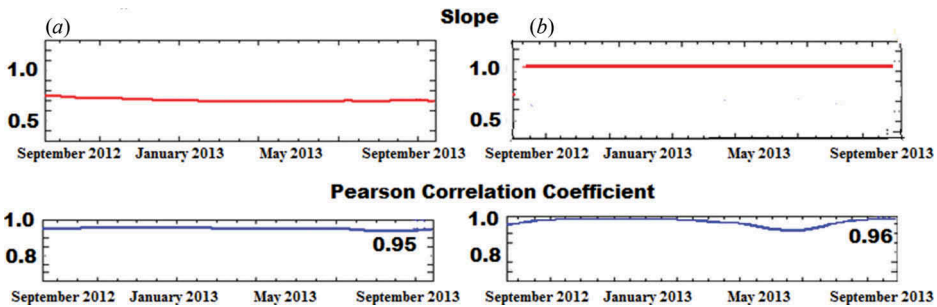 (a) Slope (b)
1.0 1.0
0.5 0.5
September 2012 January 2013 May 2013 September 2013 September 2012 January 2013 May 2013 September 2013
Pearson Correlation Coefficient
1.0 1.0
0.95 0.96
0.8 0.8
September 2012 January 2013 May 2013 September 2013 September 2012 January 2013 May 2013 September 2013